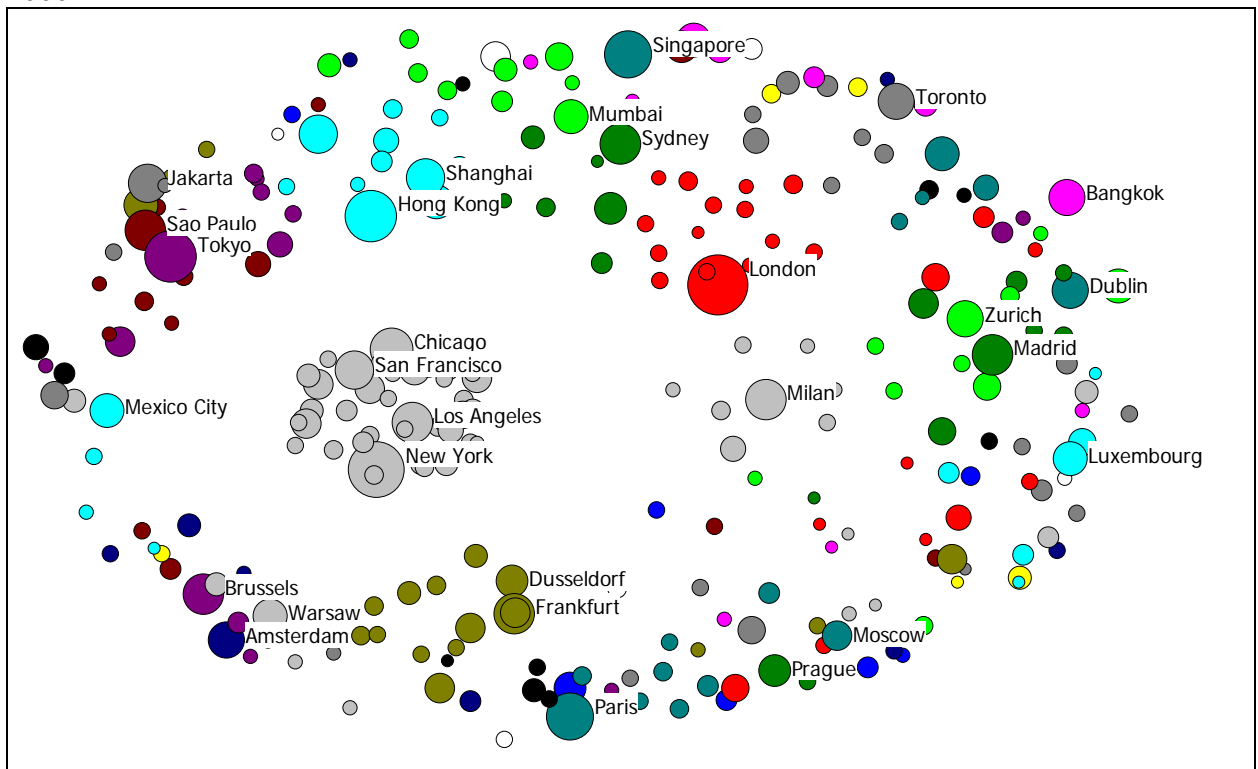 Singapore
Toronto
Mumbai
Sydney
Shanghai
Jakarta
Bangkok
Hong Kong
Sao Paulo
Tokyo
London
Dublin
Zurich
Chicago
Madrid
San Francisco
Milan
Mexico City
Los Angeles
New York
Luxembourg
Dusseldorf
Brussels
Frankfurt
Warsaw
Amsterdam
Moscow
Prague
Paris